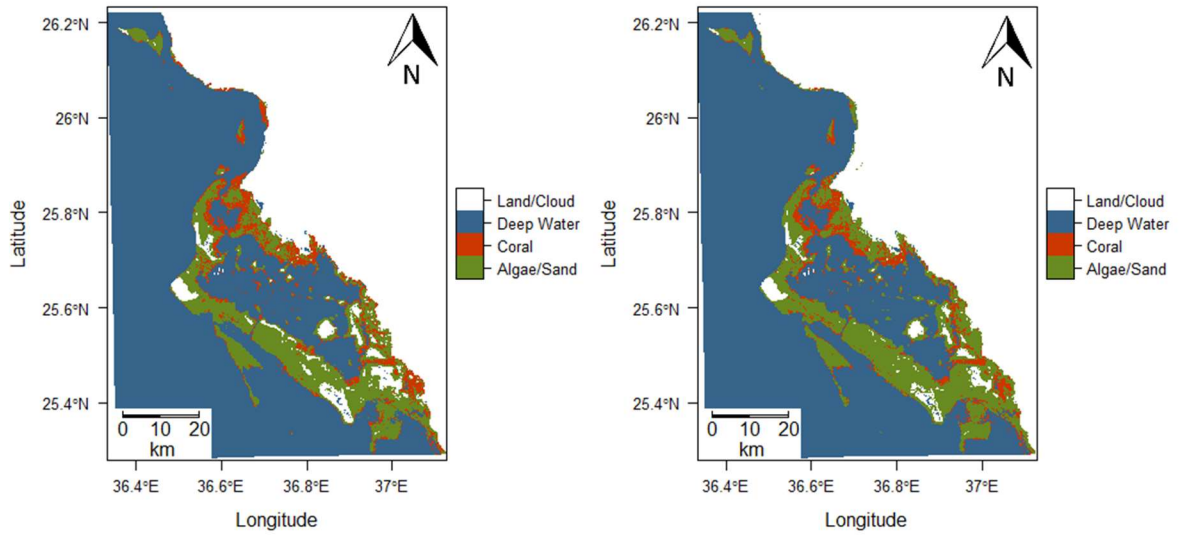 26.2°N
26°N
25.8°N
25.6°N
25.4°N
Latitude
N
0 10 20
km
36.4°E 36.6°E 36.8°E 37°E
Longitude
Land/Cloud
Deep Water
Coral
Algae/Sand
26.2°N
26°N
25.8°N
25.6°N
25.4°N
Latitude
N
0 10 20
km
36.4°E 36.6°E 36.8°E 37°E
Longitude
Land/Cloud
Deep Water
Coral
Algae/Sand